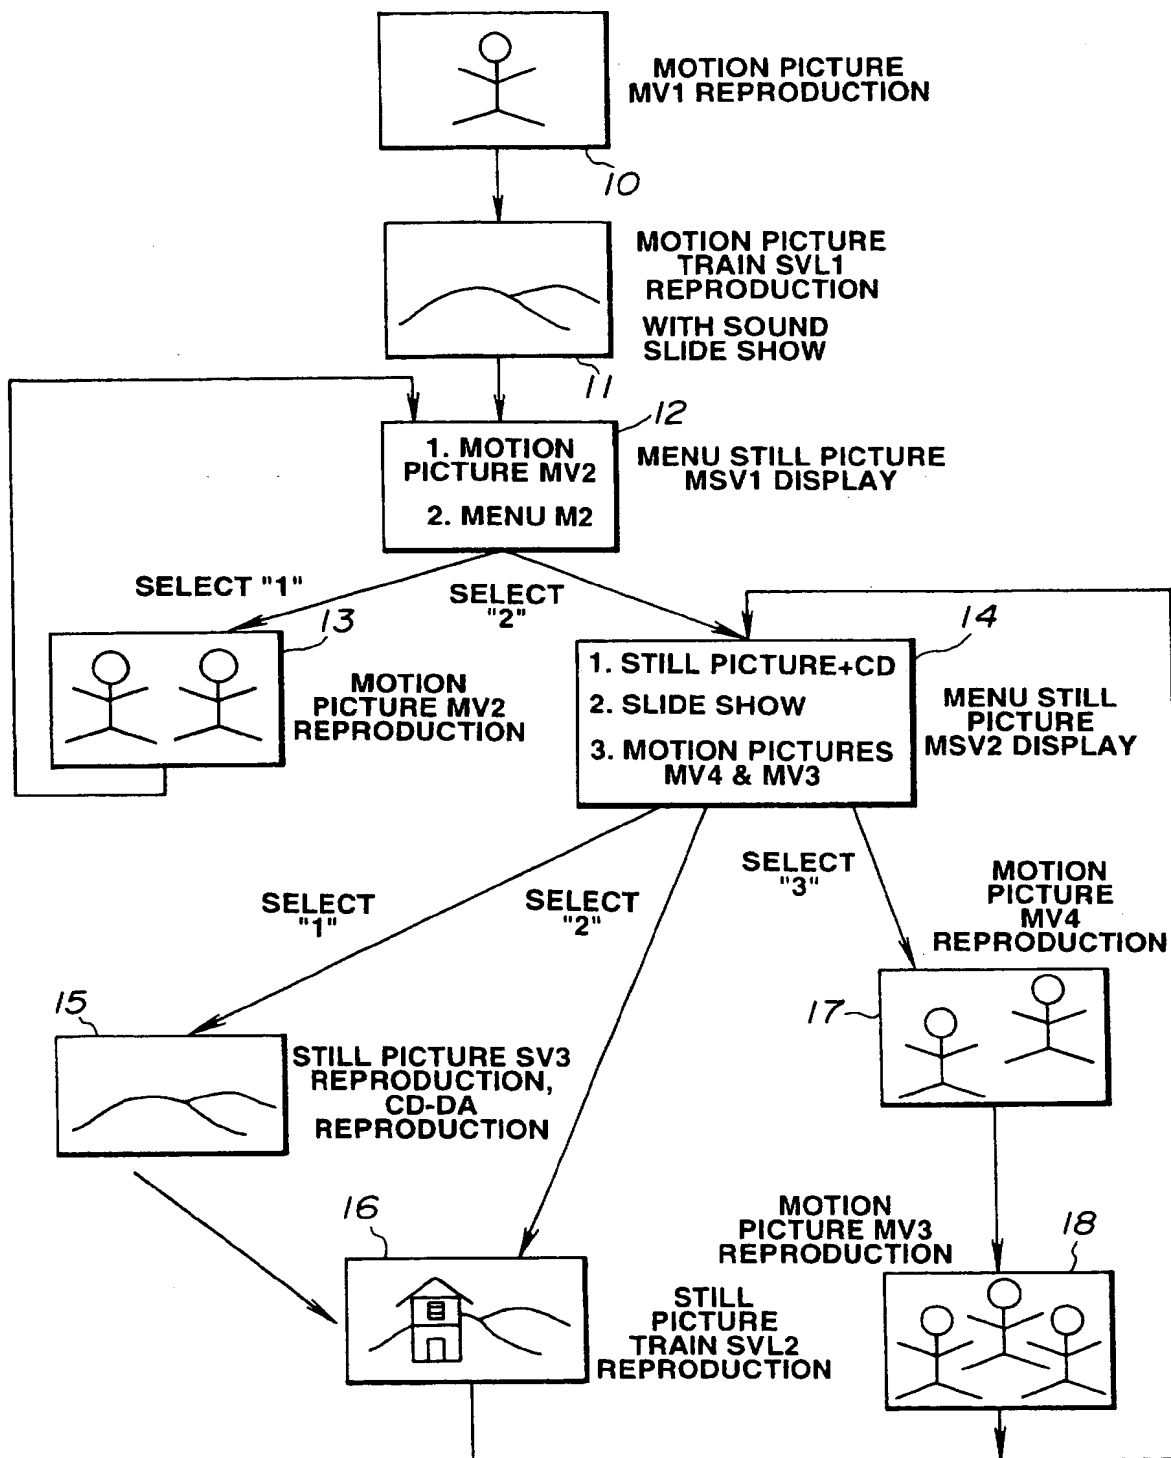 MOTION PICTURE
MV1 REPRODUCTION
10
MOTION PICTURE
TRAIN SVL1
REPRODUCTION
WITH SOUND
SLIDE SHOW
11
12
1. MOTION
PICTURE MV2
2. MENU M2
MENU STILL PICTURE
MSV1 DISPLAY
SELECT "1"
SELECT
"2"
13
MOTION
PICTURE MV2
REPRODUCTION
14
1. STILL PICTURE+CD
2. SLIDE SHOW
3. MOTION PICTURES
MV4 & MV3
MENU STILL
PICTURE
MSV2 DISPLAY
SELECT
"1"
SELECT
"2"
SELECT
"3"
MOTION
PICTURE
MV4
REPRODUCTION
15
STILL PICTURE SV3
REPRODUCTION,
CD-DA
REPRODUCTION
17
16
STILL
PICTURE
TRAIN SVL2
REPRODUCTION
MOTION
PICTURE MV3
REPRODUCTION
18